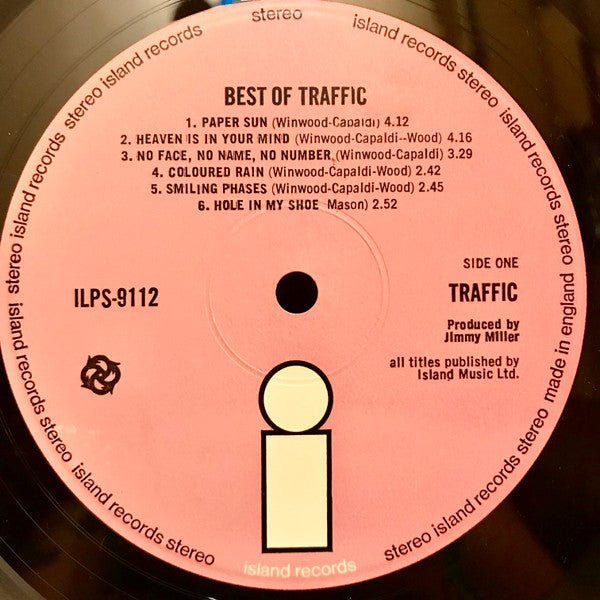 stereo
island records stereo island records stereo island records stereo island records stereo
island records stereo island records stereo made in england
stereo island records stereo
island records
BEST OF TRAFFIC
1. PAPER SUN (Winwood-Capaldi) 4.12
2. HEAVEN IS IN YOUR MIND (Winwood-Capaldi--Wood) 4.16
3. NO FACE, NO NAME, NO NUMBER (Winwood-Capaldi) 3.29
4. COLOURED RAIN (Winwood-Capaldi-Wood) 2.42
5. SMILING PHASES (Winwood-Capaldi-Wood) 2.45
6. HOLE IN MY SHOE Mason) 2.52
SIDE ONE
ILPS-9112
TRAFFIC
Produced by
Jimmy Miller
all titles published by
Island Music Ltd.
i